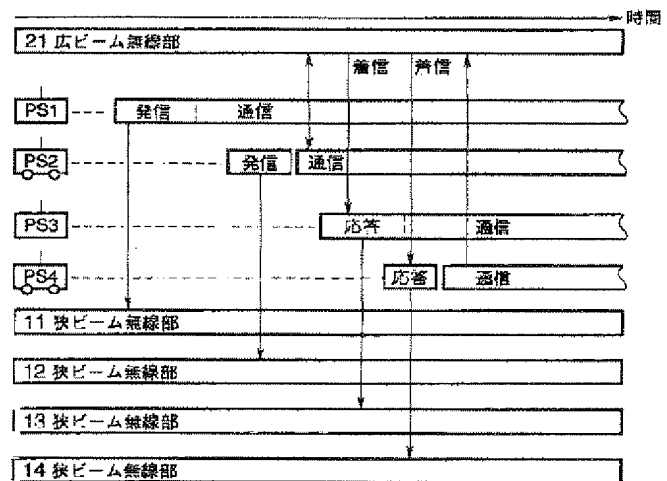 時間
21 広ビーム無線部
着信 着信
PS1 発信 通信
PS2 発信 通信
PS3 応答 通信
PS4 応答 通信
11 狭ビーム無線部
12 狭ビーム無線部
13 狭ビーム無線部
14 狭ビーム無線部